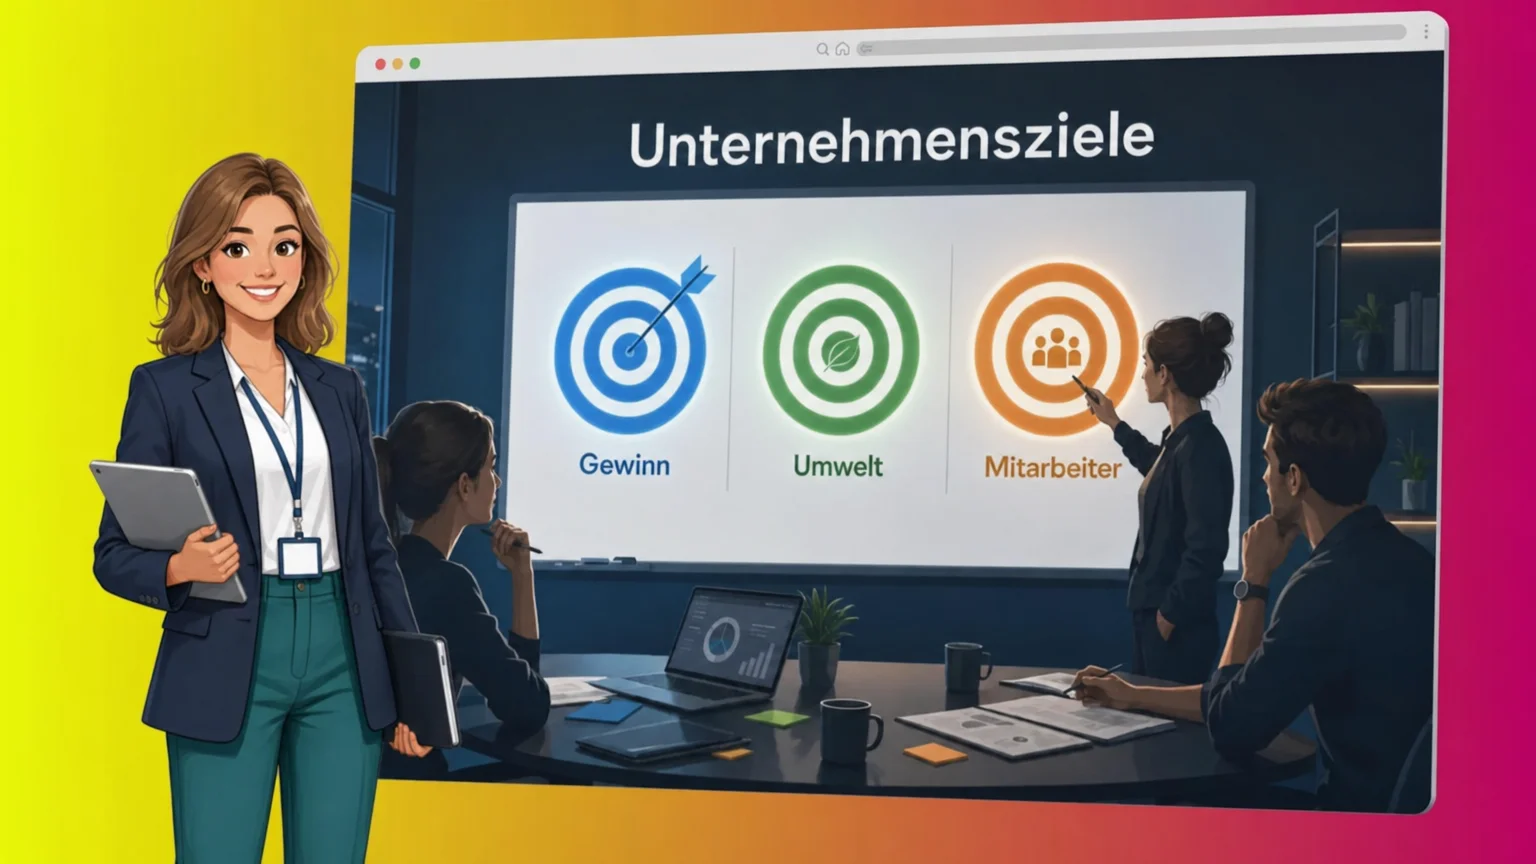 Unternehmensziele
Gewinn
Umwelt
Mitarbeiter